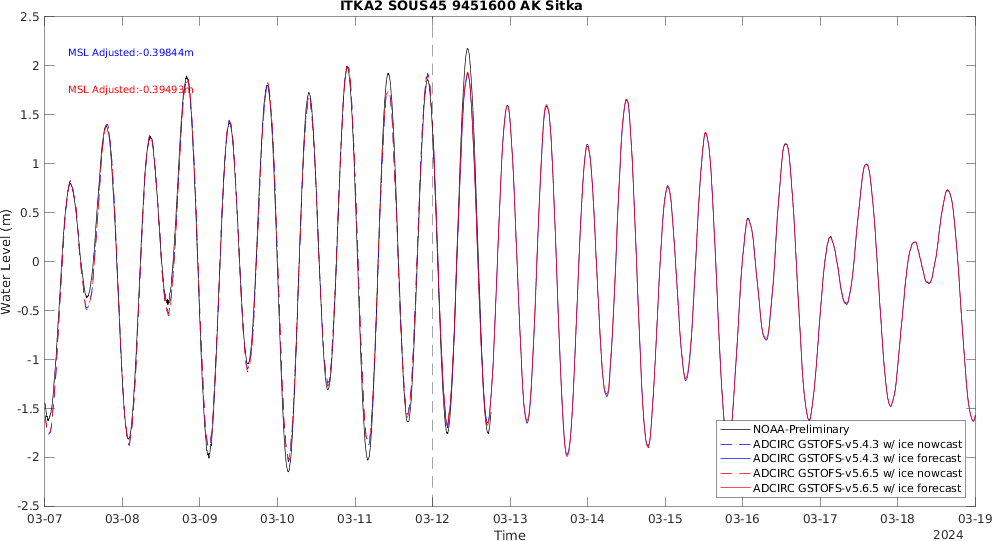 ITKA2 SOUS45 9451600 AK Sitka
MSL Adjusted:-0.39844m
MSL Adjusted:-0.39493m
2.5
2
1.5
1
0.5
0
-0.5
-1
-1.5
-2
-2.5
Water Level (m)
NOAA-Preliminary
ADCIRC GSTOFS-v5.4.3 w/ ice nowcast
ADCIRC GSTOFS-v5.4.3 w/ ice forecast
ADCIRC GSTOFS-v5.6.5 w/ ice nowcast
ADCIRC GSTOFS-v5.6.5 w/ ice forecast
03-07 03-08 03-09 03-10 03-11 03-12 03-13 03-14 03-15 03-16 03-17 03-18 03-19
Time
2024